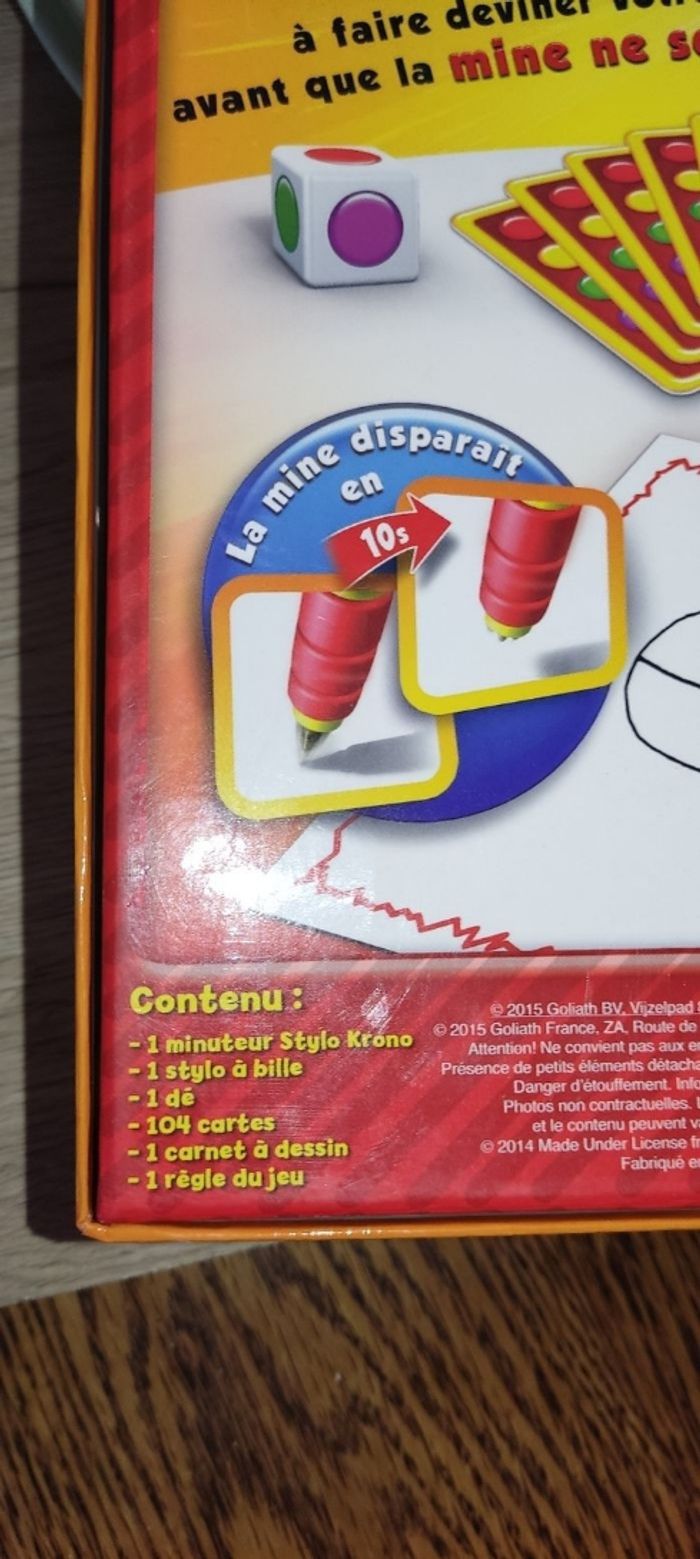 à faire deviner
avant que la mine ne
La mine disparaît
en
10s
Contenu :
- 1 minuteur Stylo Krono
- 1 stylo à bille
- 1 dé
- 104 cartes
- 1 carnet à dessin
- 1 règle du jeu
© 2015 Goliath BV, Vijzelpad
© 2015 Goliath France, ZA, Route de
Attention! Ne convient pas aux
Présence de petits éléments
Danger d'étouffement.
Photos non contractuelles.
et le contenu peuvent
© 2014 Made Under License
Fabriqué